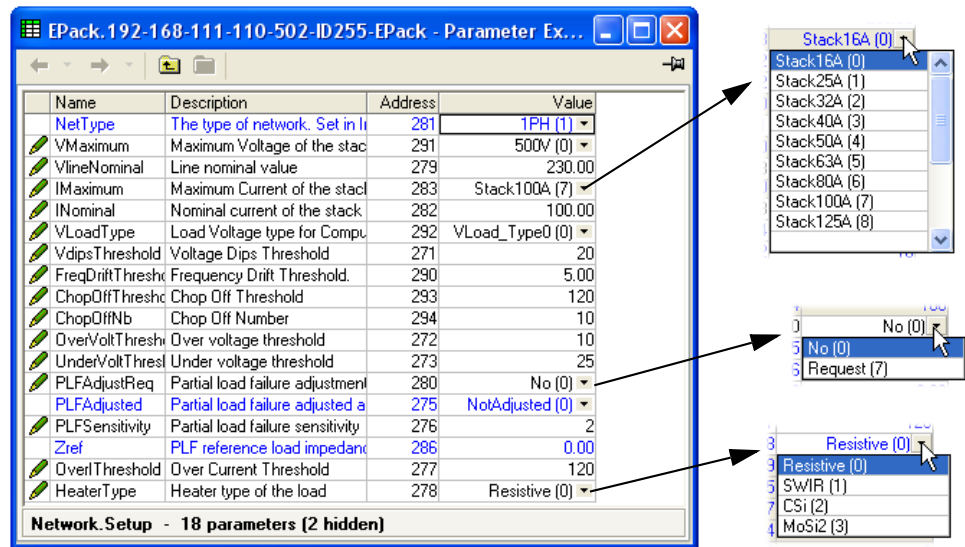 EPack.192-168-111-110-502-ID255-EPack - Parameter Ex...
Name Description Address Value
NetType The type of network. Set in 281 1PH (1)
VMaximum Maximum Voltage of the stac 291 500V (0)
VlineNominal Line nominal value 279 230.00
IMaximum Maximum Current of the stac 283 Stack100A (7)
INominal Nominal current of the stack 282 100.00
VLoadType Load Voltage type for Compu 292 VLoad_Type0 (0)
VdipsThreshold Voltage Dips Threshold 271 20
FreqDriftThresho Frequency Drift Threshold. 290 5.00
ChopOffThresho Chop Off Threshold 293 120
ChopOffNb Chop Off Number 294 10
OverVoltThresh Over voltage threshold 272 10
UnderVoltThresl Under voltage threshold 273 25
PLFAdjustReq Partial load failure adjustment 280 No (0)
PLFAdjusted Partial load failure adjusted a 275 NotAdjusted (0)
PLFSensitivity Partial load failure sensitivity 276 2
Zref PLF reference load impedan 286 0.00
OverIThreshold Over Current Threshold 277 120
HeaterType Heater type of the load 278 Resistive (0)
Network.Setup - 18 parameters (2 hidden)
Stack16A (0)
Stack16A (0)
Stack25A (1)
Stack32A (2)
Stack40A (3)
Stack50A (4)
Stack63A (5)
Stack80A (6)
Stack100A (7)
Stack125A (8)
No (0)
No (0)
Request (7)
Resistive (0)
Resistive (0)
SWIR (1)
CSi (2)
MoSi2 (3)